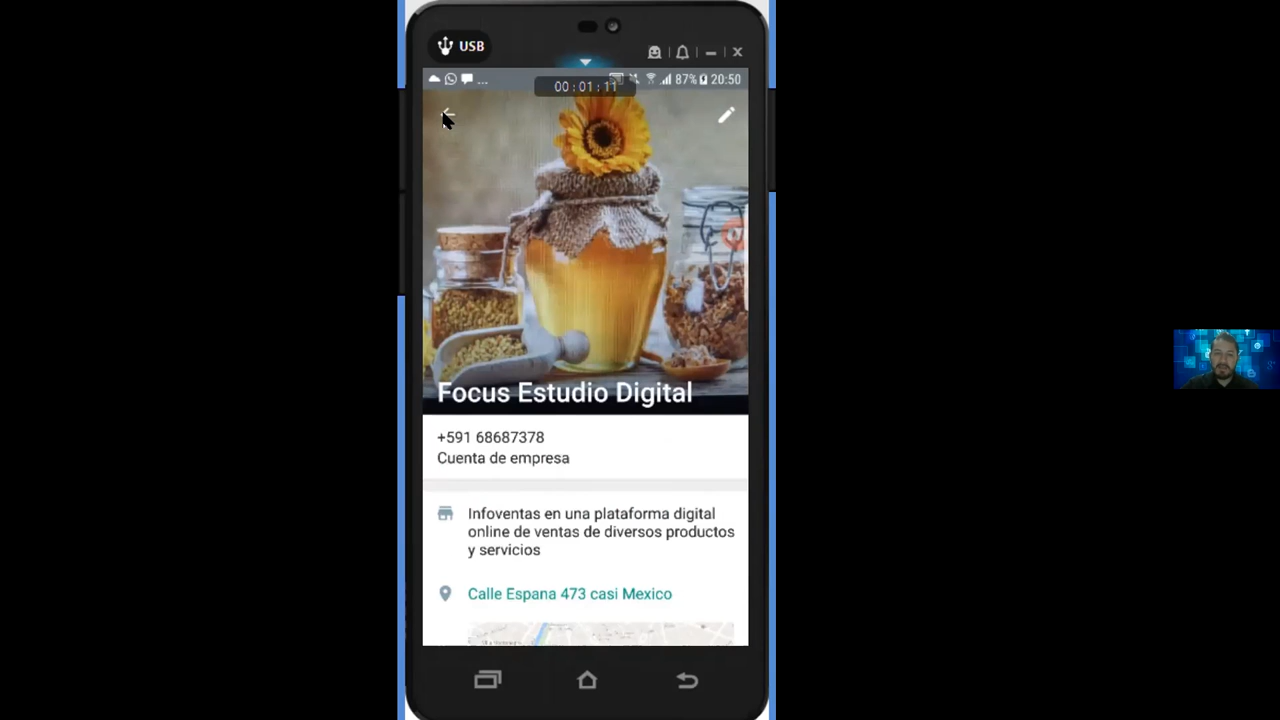 USB
... 87% 20:50
00:01:11
Focus Estudio Digital
+591 68687378
Cuenta de empresa
Infoventas en una plataforma digital
online de ventas de diversos productos
y servicios
Calle Espana 473 casi Mexico